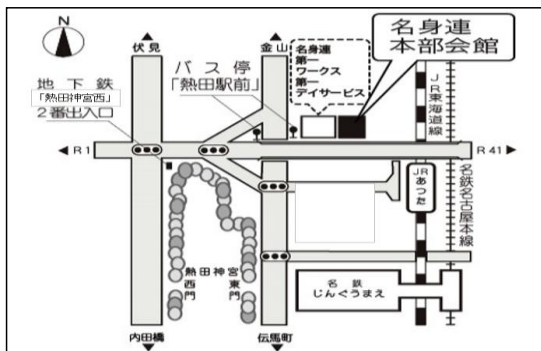 N
伏見
金山
名身連
本部会館
名身連
第一
ワークス
第一
デイサービス
バス停
「熱田駅前」
地下鉄
「熱田神宮西」
2番出入口
JR東海道線
R1
R41
JRあつた
名鉄名古屋本線
熱田神宮
西門
東門
名鉄
じんぐうまえ
内田橋
伝馬町